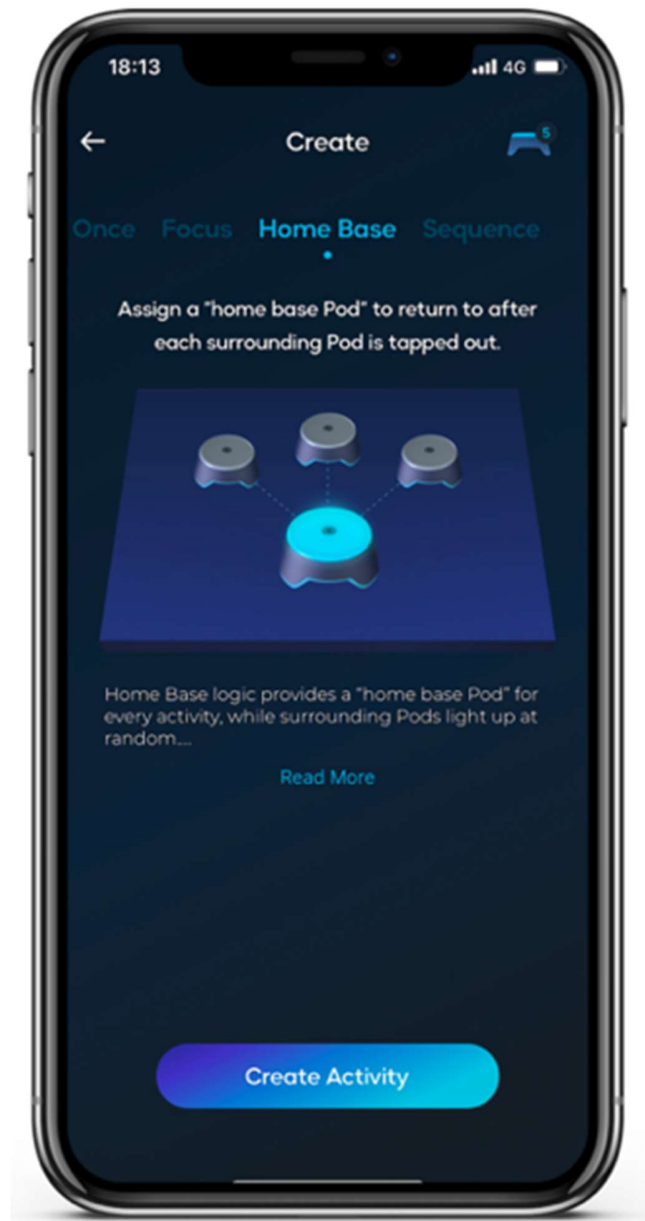 18:13
4G
Create
5
Once Focus Home Base Sequence
Assign a "home base Pod" to return to after
each surrounding Pod is tapped out.
Home Base logic provides a "home base Pod" for
every activity, while surrounding Pods light up at
random....
Read More
Create Activity